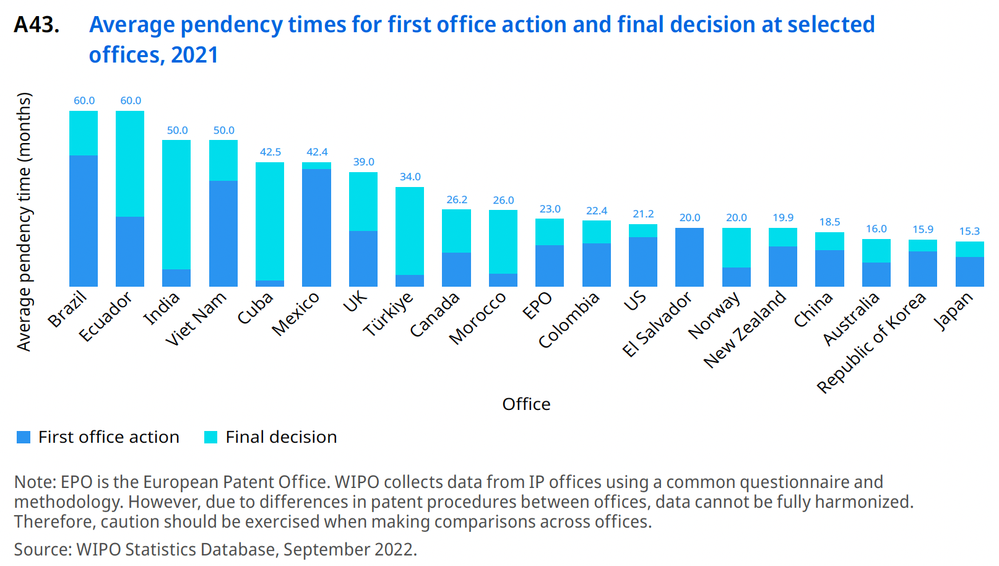 A43. Average pendency times for first office action and final decision at selected
offices, 2021
Average pendency time (months)
60.0
60.0
50.0
50.0
42.5
42.4
39.0
34.0
26.2
26.0
23.0
22.4
21.2
20.0
20.0
19.9
18.5
16.0
15.9
15.3
Brazil
Ecuador
India
Viet Nam
Cuba
Mexico
UK
Türkiye
Canada
Morocco
EPO
Colombia
US
El Salvador
Norway
New Zealand
China
Australia
Republic of Korea
Japan
Office
First office action
Final decision
Note: EPO is the European Patent Office. WIPO collects data from IP offices using a common questionnaire and
methodology. However, due to differences in patent procedures between offices, data cannot be fully harmonized.
Therefore, caution should be exercised when making comparisons across offices.
Source: WIPO Statistics Database, September 2022.